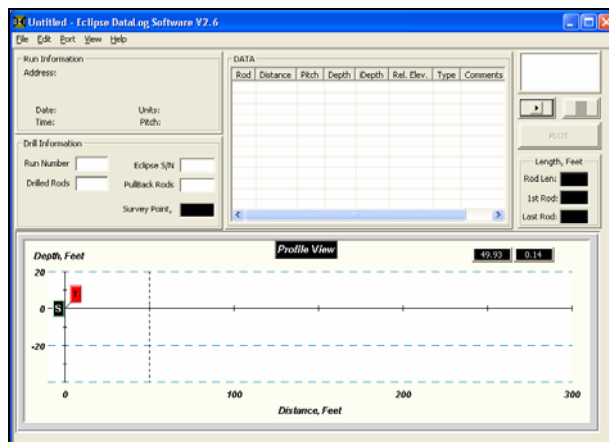 Untitled - Eclipse DataLog Software V2.6
File Edit Port View Help
Run Information
Address:
Date: Units:
Time: Pitch:
Drill Information
Run Number Eclipse S/N
Drilled Rods PullBack Rods
Survey Point,
DATA
Rod Distance Pitch Depth iDepth Rel. Elev. Type Comments
PLOT
Length, Feet
Rod Len:
1st Rod:
Last Rod:
Profile View
Depth, Feet
49.93 0.14
20
0
-20
S
T
0 100 200 300
Distance, Feet